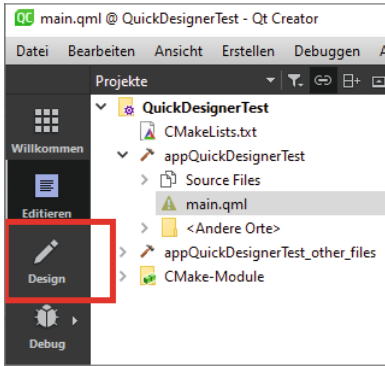 QC main.qml @ QuickDesignerTest - Qt Creator
Datei Bearbeiten Ansicht Erstellen Debuggen
Projekte
Willkommen
Editieren
Design
Debug
QuickDesignerTest
CMakeLists.txt
appQuickDesignerTest
Source Files
main.qml
<Andere Orte>
appQuickDesignerTest_other_files
CMake-Module